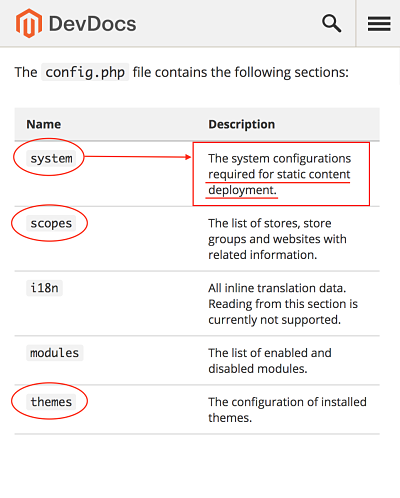 DevDocs
The config.php file contains the following sections:
Name Description
system The system configurations
required for static content
deployment.
scopes The list of stores, store
groups and websites with
related information.
i18n All inline translation data.
Reading from this section is
currently not supported.
modules The list of enabled and
disabled modules.
themes The configuration of installed
themes.